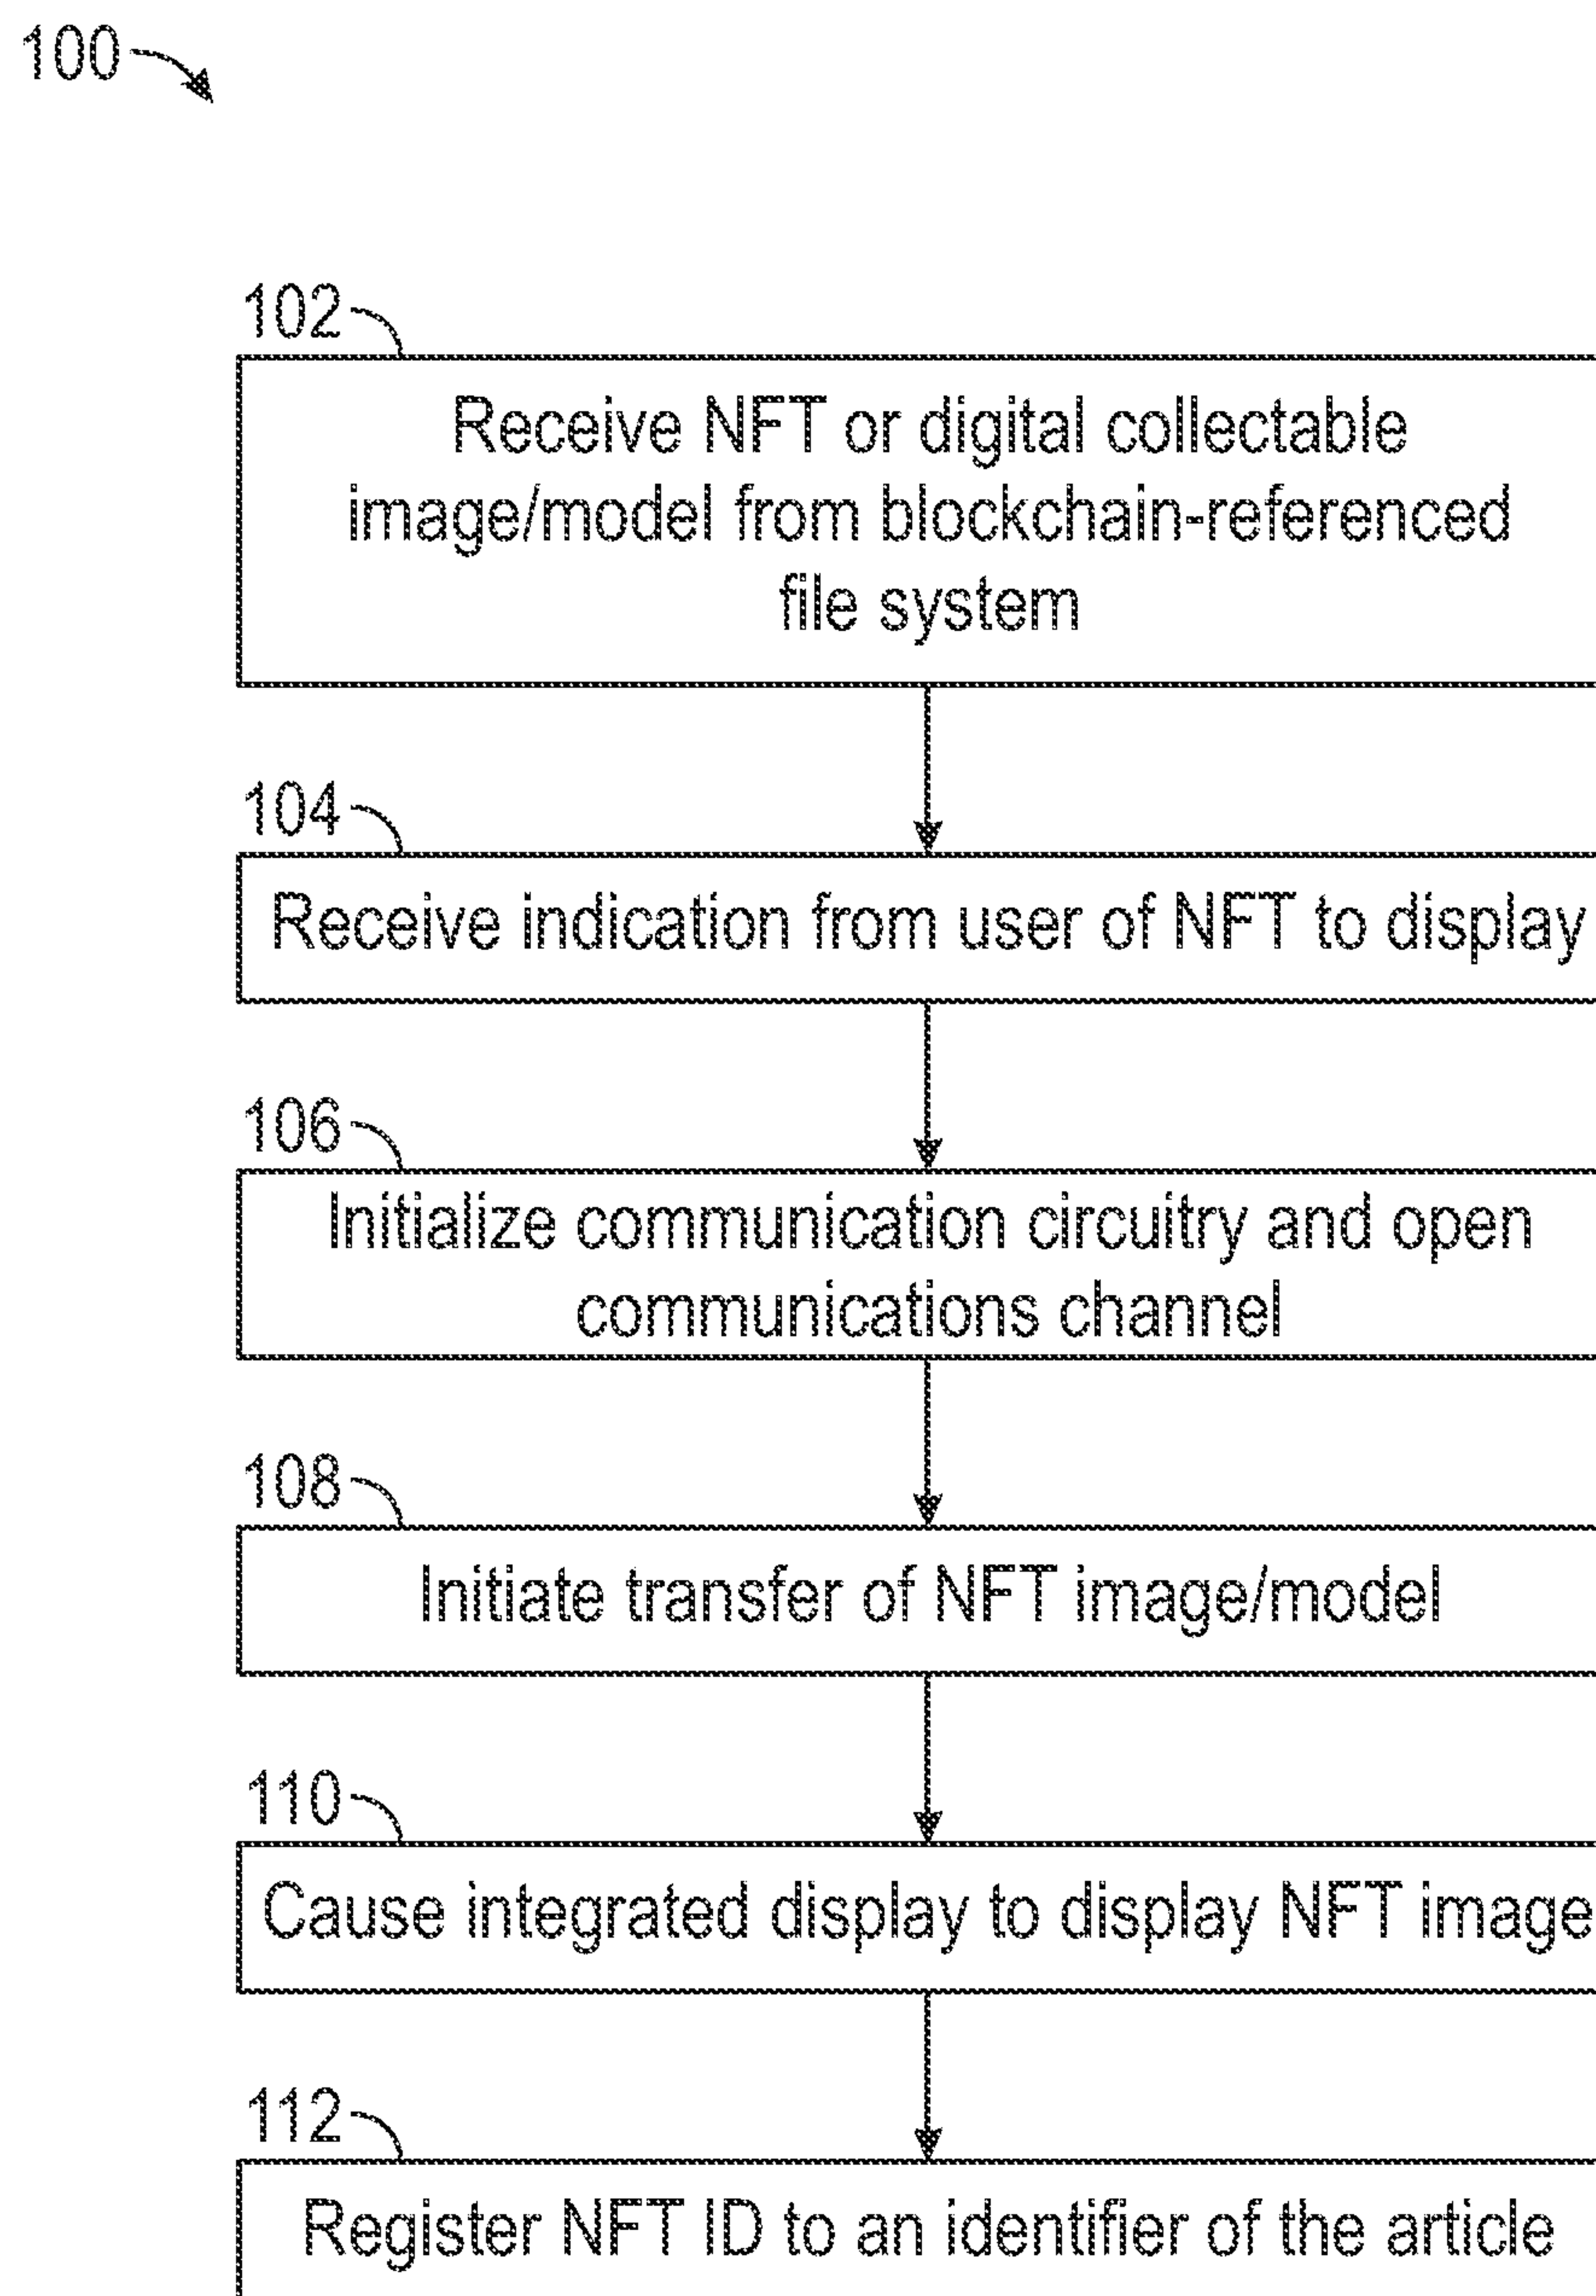 100
102
Receive NFT or digital collectable
image/model from blockchain-referenced
file system
104
Receive indication from user of NFT to display
106
Initialize communication circuitry and open
communications channel
108
Initiate transfer of NFT image/model
110
Cause integrated display to display NFT image
112
Register NFT ID to an identifier of the article